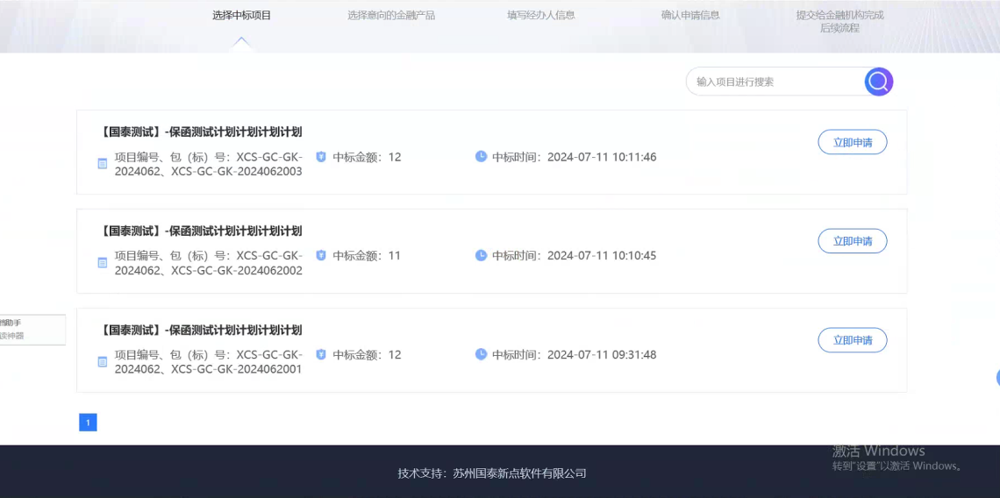 选择中标项目
选择意向的金融产品
填写经办人信息
确认申请信息
提交给金融机构完成
后续流程
输入项目进行搜索
【国泰测试】-保函测试计划计划计划计划
项目编号、包（标）号：XCS-GC-GK-
2024062、XCS-GC-GK-2024062003
中标金额：12
中标时间：2024-07-11 10:11:46
立即申请
【国泰测试】-保函测试计划计划计划计划
项目编号、包（标）号：XCS-GC-GK-
2024062、XCS-GC-GK-2024062002
中标金额：11
中标时间：2024-07-11 10:10:45
立即申请
助手
读神器
【国泰测试】-保函测试计划计划计划计划
项目编号、包（标）号：XCS-GC-GK-
2024062、XCS-GC-GK-2024062001
中标金额：12
中标时间：2024-07-11 09:31:48
立即申请
1
激活 Windows
转到"设置"以激活 Windows。
技术支持：苏州国泰新点软件有限公司